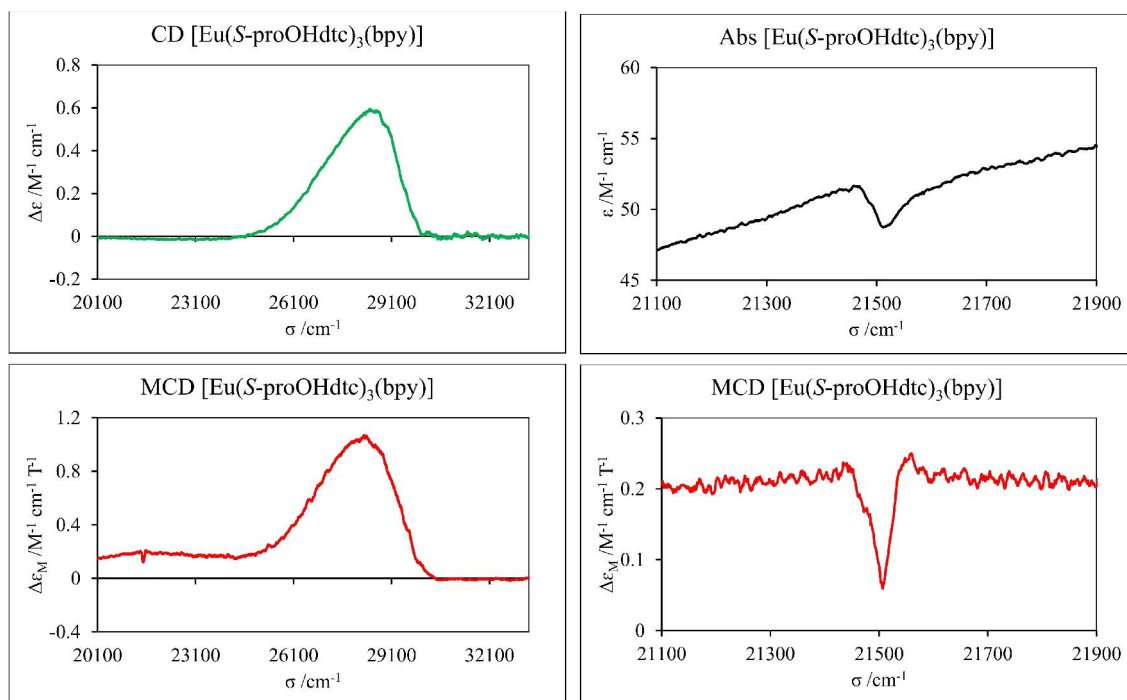 CD [Eu(S-proOHdtc)₃(bpy)]
0.8
0.6
0.4
0.2
0
-0.2
Δε /M⁻¹ cm⁻¹
20100 23100 26100 29100 32100
σ /cm⁻¹
Abs [Eu(S-proOHdtc)₃(bpy)]
60
55
50
45
ε /M⁻¹ cm⁻¹
21100 21300 21500 21700 21900
σ /cm⁻¹
MCD [Eu(S-proOHdtc)₃(bpy)]
1.2
0.8
0.4
0
-0.4
Δε_M /M⁻¹ cm⁻¹ T⁻¹
20100 23100 26100 29100 32100
σ /cm⁻¹
MCD [Eu(S-proOHdtc)₃(bpy)]
0.3
0.2
0.1
0
Δε_M /M⁻¹ cm⁻¹ T⁻¹
21100 21300 21500 21700 21900
σ /cm⁻¹